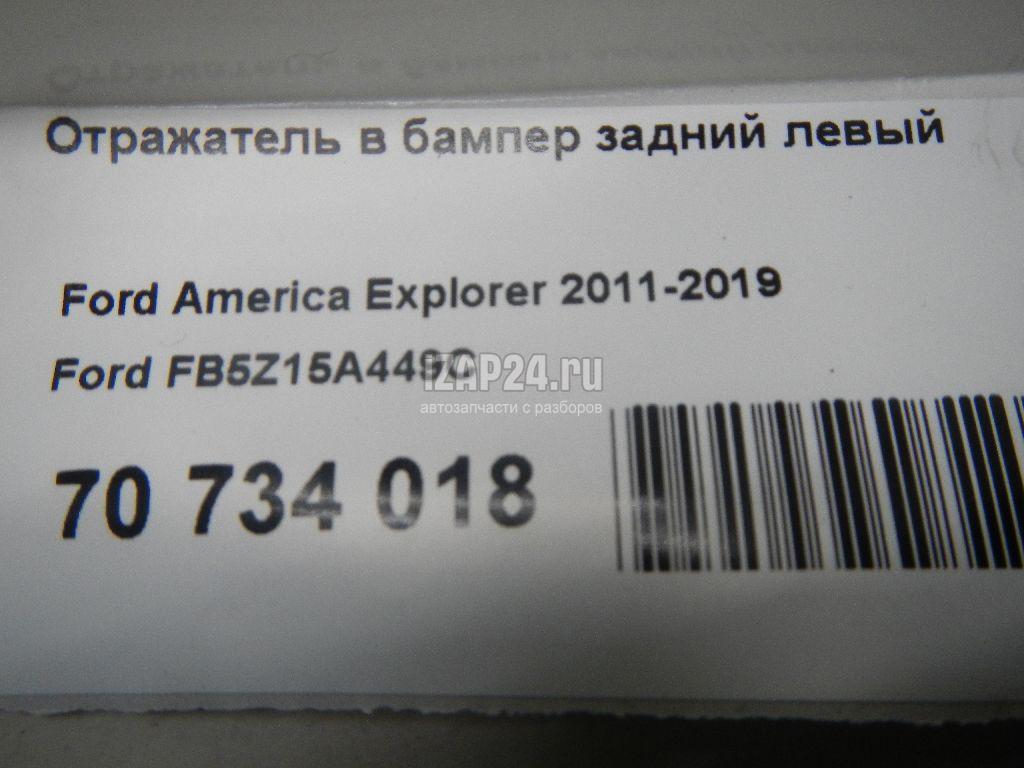 Отражатель в бампер задний левый
Ford America Explorer 2011-2019
Ford FB5Z15A449C
iZAP24.ru
автозапчасти с разборов
70 734 018